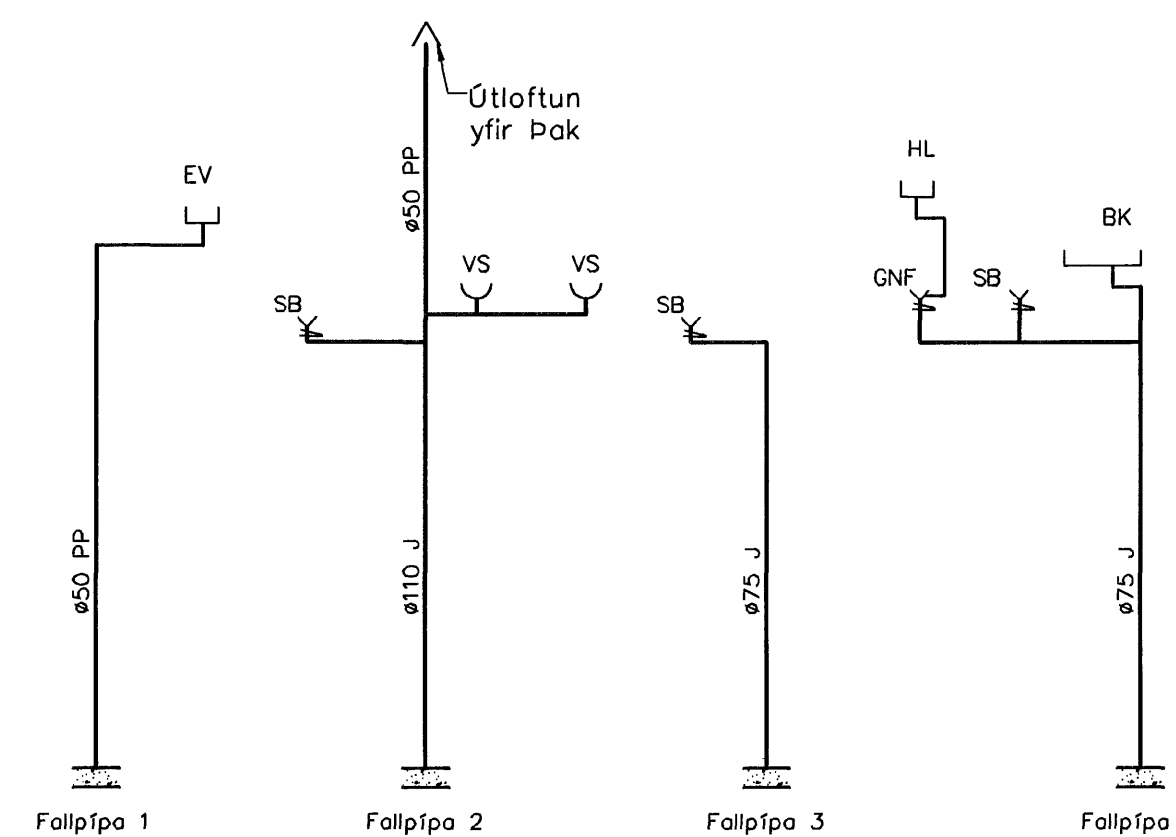 Útloftun
yfir Þak
ø50 PP
EV
HL
BK
VS
VS
SB
SB
GNF
SB
ø50 PP
ø110 J
ø75 J
ø75 J
Fallpípa 1
Fallpípa 2
Fallpípa 3
Fallpípa